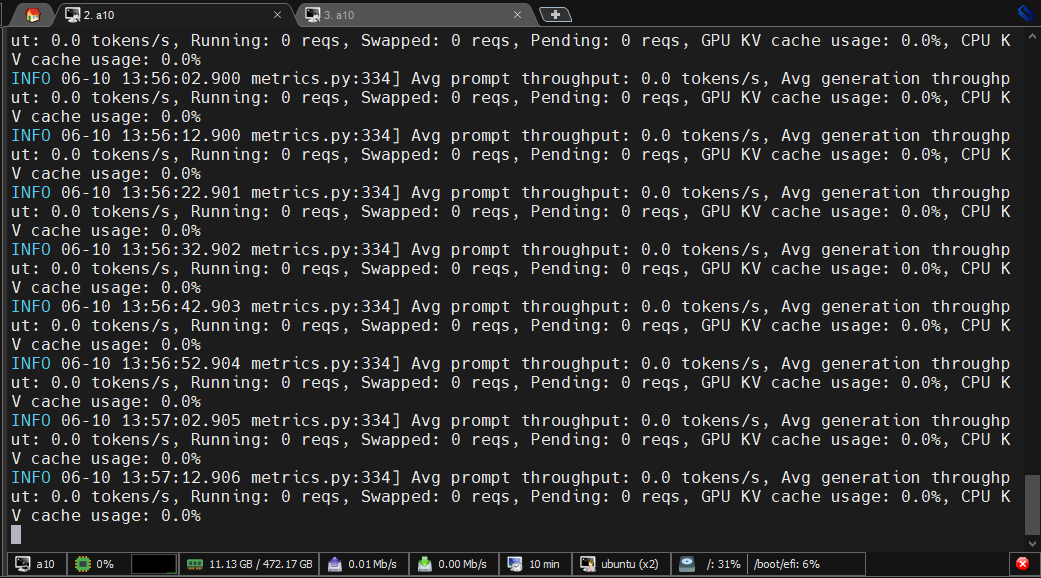 2. a10
3. a10
ut: 0.0 tokens/s, Running: 0 reqs, Swapped: 0 reqs, Pending: 0 reqs, GPU KV cache usage: 0.0%, CPU K
V cache usage: 0.0%
INFO 06-10 13:56:02.900 metrics.py:334] Avg prompt throughput: 0.0 tokens/s, Avg generation throughp
ut: 0.0 tokens/s, Running: 0 reqs, Swapped: 0 reqs, Pending: 0 reqs, GPU KV cache usage: 0.0%, CPU K
V cache usage: 0.0%
INFO 06-10 13:56:12.900 metrics.py:334] Avg prompt throughput: 0.0 tokens/s, Avg generation throughp
ut: 0.0 tokens/s, Running: 0 reqs, Swapped: 0 reqs, Pending: 0 reqs, GPU KV cache usage: 0.0%, CPU K
V cache usage: 0.0%
INFO 06-10 13:56:22.901 metrics.py:334] Avg prompt throughput: 0.0 tokens/s, Avg generation throughp
ut: 0.0 tokens/s, Running: 0 reqs, Swapped: 0 reqs, Pending: 0 reqs, GPU KV cache usage: 0.0%, CPU K
V cache usage: 0.0%
INFO 06-10 13:56:32.902 metrics.py:334] Avg prompt throughput: 0.0 tokens/s, Avg generation throughp
ut: 0.0 tokens/s, Running: 0 reqs, Swapped: 0 reqs, Pending: 0 reqs, GPU KV cache usage: 0.0%, CPU K
V cache usage: 0.0%
INFO 06-10 13:56:42.903 metrics.py:334] Avg prompt throughput: 0.0 tokens/s, Avg generation throughp
ut: 0.0 tokens/s, Running: 0 reqs, Swapped: 0 reqs, Pending: 0 reqs, GPU KV cache usage: 0.0%, CPU K
V cache usage: 0.0%
INFO 06-10 13:56:52.904 metrics.py:334] Avg prompt throughput: 0.0 tokens/s, Avg generation throughp
ut: 0.0 tokens/s, Running: 0 reqs, Swapped: 0 reqs, Pending: 0 reqs, GPU KV cache usage: 0.0%, CPU K
V cache usage: 0.0%
INFO 06-10 13:57:02.905 metrics.py:334] Avg prompt throughput: 0.0 tokens/s, Avg generation throughp
ut: 0.0 tokens/s, Running: 0 reqs, Swapped: 0 reqs, Pending: 0 reqs, GPU KV cache usage: 0.0%, CPU K
V cache usage: 0.0%
INFO 06-10 13:57:12.906 metrics.py:334] Avg prompt throughput: 0.0 tokens/s, Avg generation throughp
ut: 0.0 tokens/s, Running: 0 reqs, Swapped: 0 reqs, Pending: 0 reqs, GPU KV cache usage: 0.0%, CPU K
V cache usage: 0.0%
a10 0% 11.13 GB / 472.17 GB 0.01 Mb/s 0.00 Mb/s 10 min ubuntu (x2) /: 31% /boot/efi: 6%